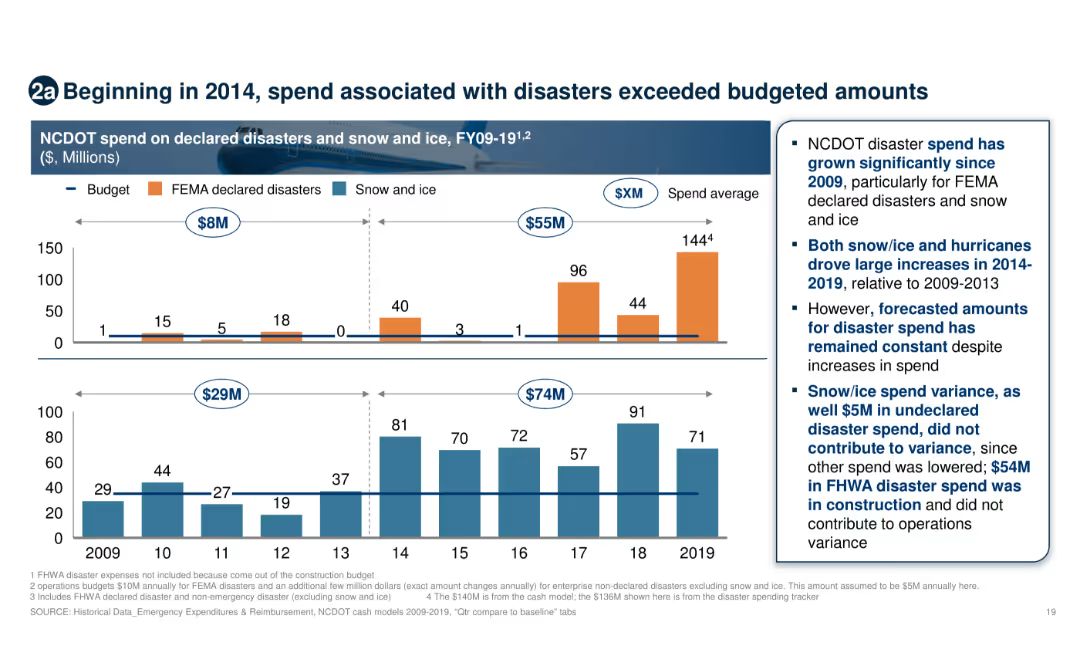 2a Beginning in 2014, spend associated with disasters exceeded budgeted amounts
NCDOT spend on declared disasters and snow and ice, FY09-19¹,²
($, Millions)
Budget
FEMA declared disasters
Snow and ice
$XM
Spend average
$8M
$55M
150
100
50
0
1
15
5
18
0
40
3
1
96
44
144⁴
$29M
$74M
100
80
60
40
20
0
29
44
27
19
37
81
70
72
57
91
71
2009
10
11
12
13
14
15
16
17
18
2019
▪ NCDOT disaster spend has
grown significantly since
2009, particularly for FEMA
declared disasters and snow
and ice
▪ Both snow/ice and hurricanes
drove large increases in 2014-
2019, relative to 2009-2013
▪ However, forecasted amounts
for disaster spend has
remained constant despite
increases in spend
▪ Snow/ice spend variance, as
well $5M in undeclared
disaster spend, did not
contribute to variance, since
other spend was lowered; $54M
in FHWA disaster spend was
in construction and did not
contribute to operations
variance
1 FHWA disaster expenses not included because come out of the construction budget
2 operations budgets $10M annually for FEMA disasters and an additional few million dollars (exact amount changes annually) for enterprise non-declared disasters excluding snow and ice. This amount assumed to be $5M annually here.
3 Includes FHWA declared disaster and non-emergency disaster (excluding snow and ice)
4 The $140M is from the cash model; the $136M shown here is from the disaster spending tracker
SOURCE: Historical Data_Emergency Expenditures & Reimbursement, NCDOT cash models 2009-2019, "Qtr compare to baseline" tabs
19